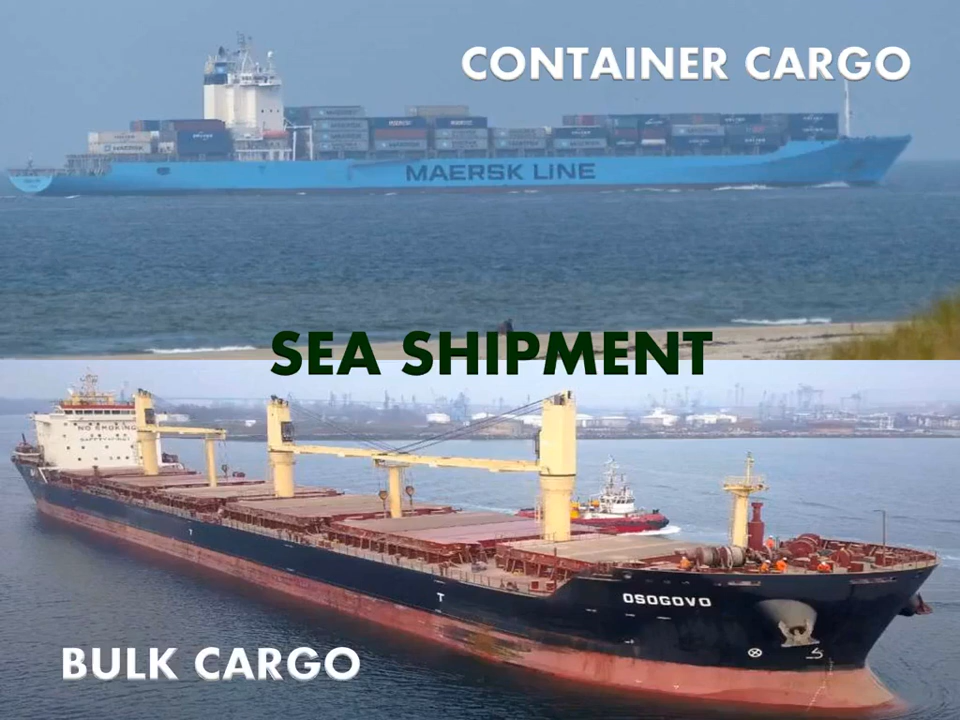 CONTAINER CARGO
MAERSK LINE
SEA SHIPMENT
NO SMOKING
OSOGOVO
BULK CARGO